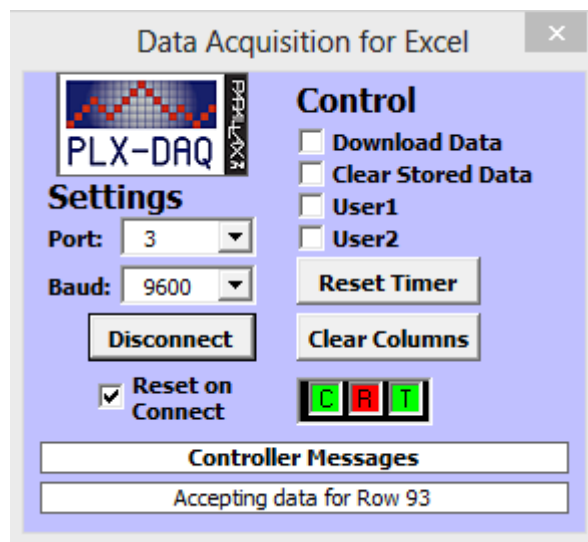 Data Acquisition for Excel
×
PLX-DAQ
PARALLAX
Settings
Port: 3
Baud: 9600
Disconnect
Reset on
Connect
Control
Download Data
Clear Stored Data
User1
User2
Reset Timer
Clear Columns
C R T
Controller Messages
Accepting data for Row 93